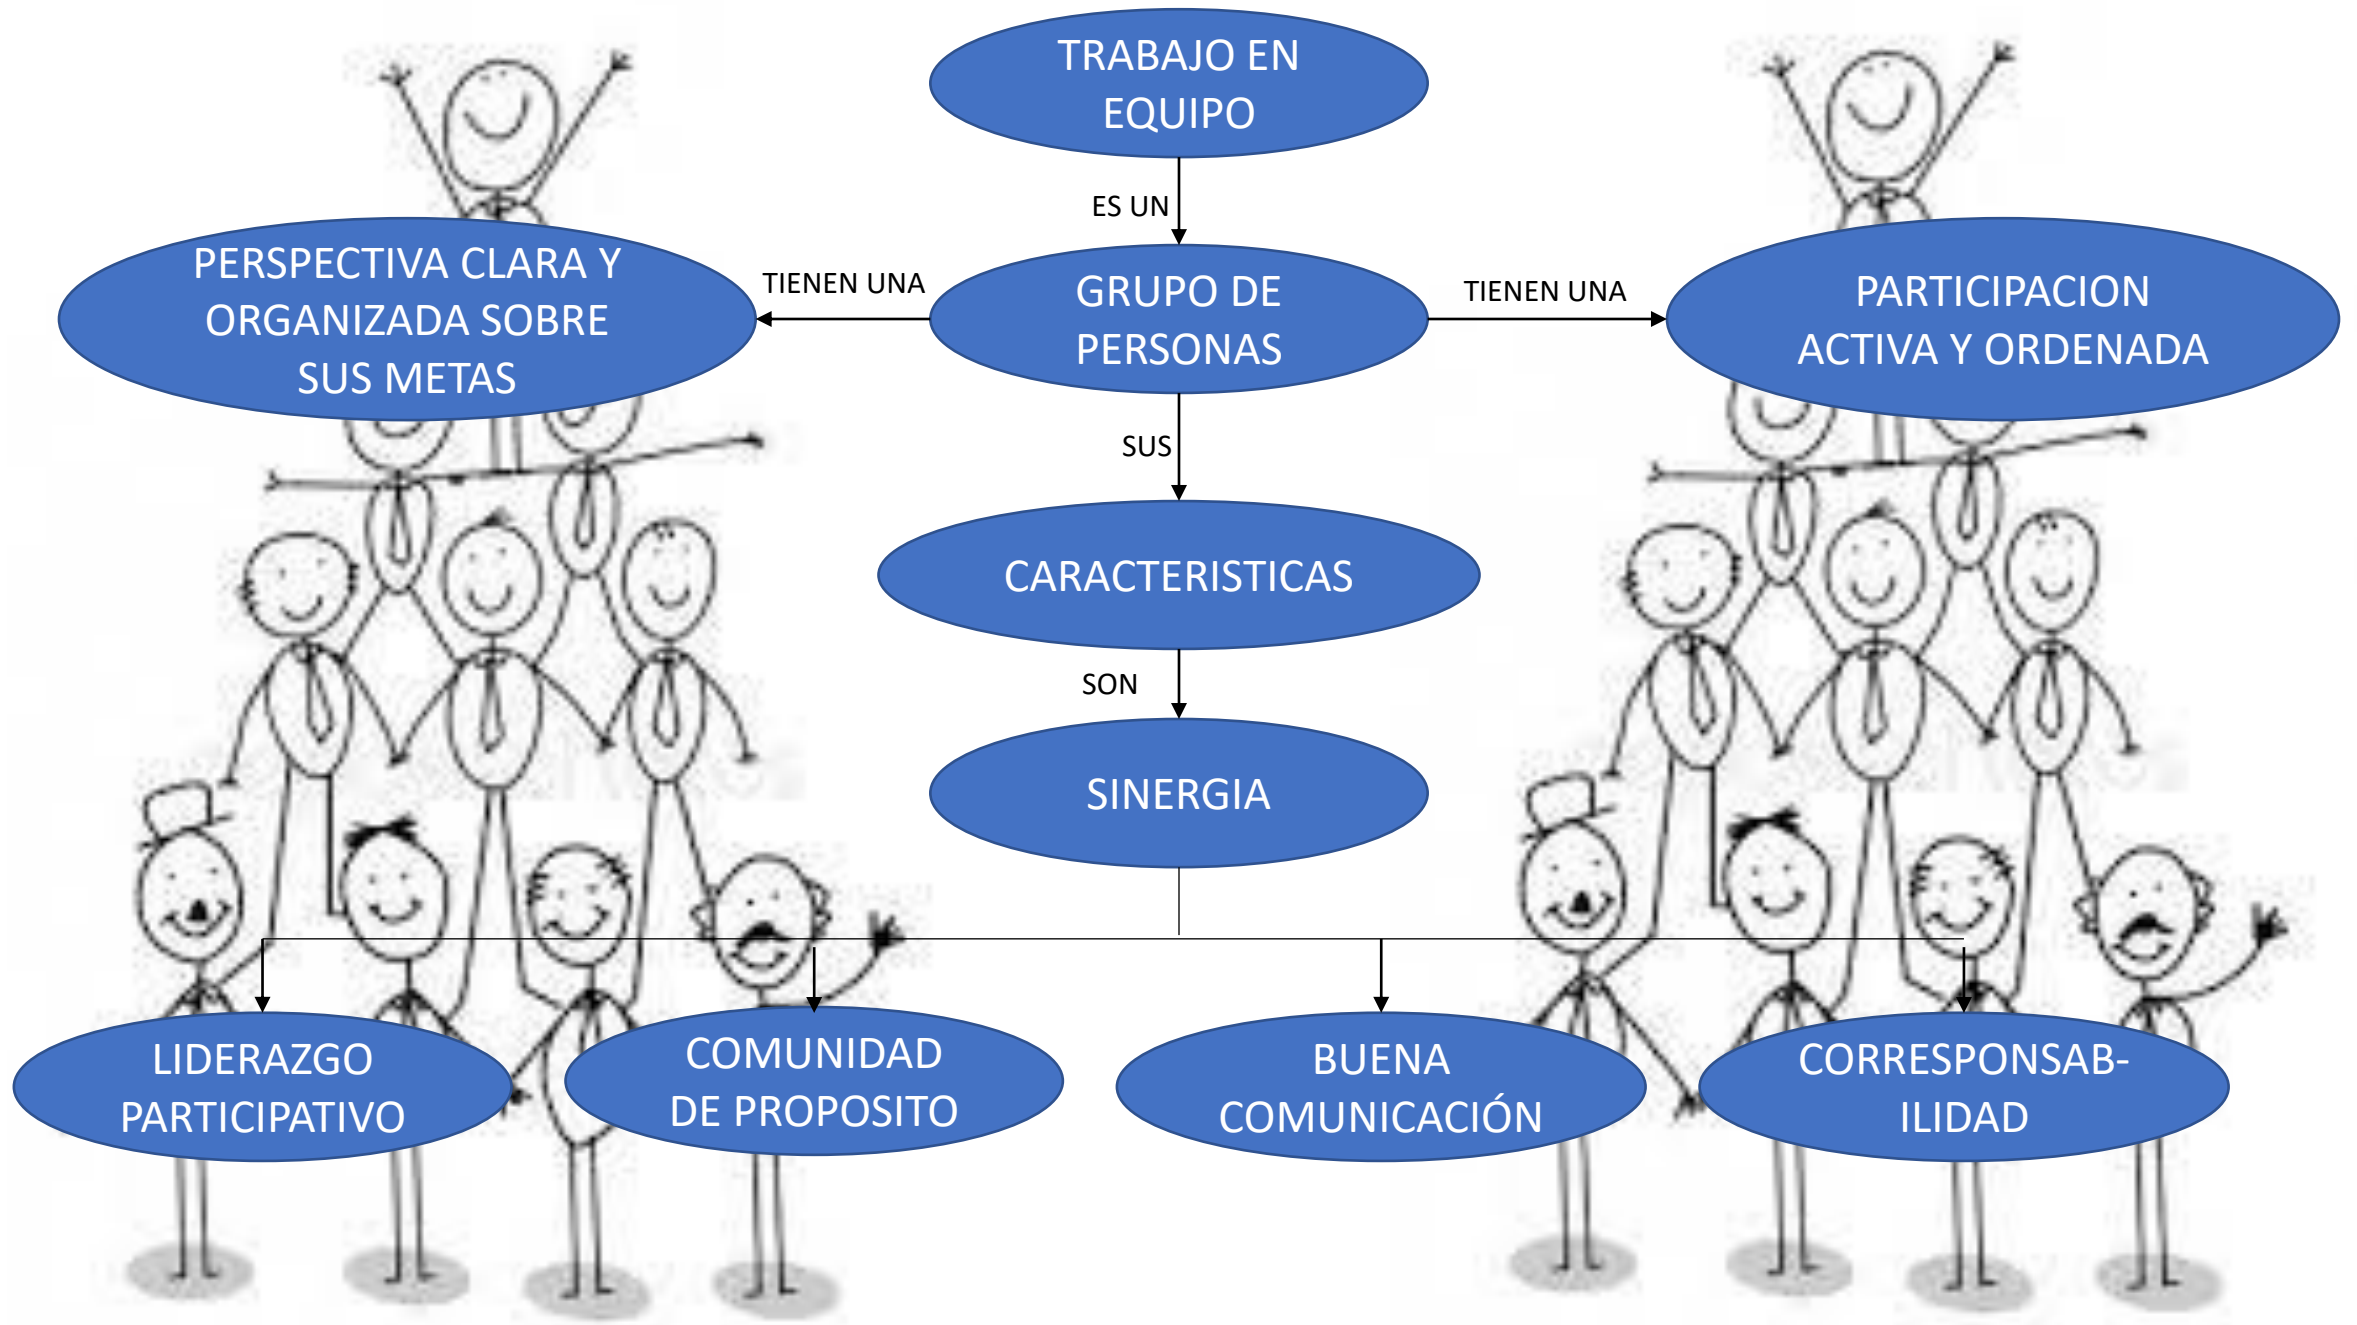 TRABAJO EN
EQUIPO
ES UN
PERSPECTIVA CLARA Y
ORGANIZADA SOBRE
SUS METAS
TIENEN UNA
GRUPO DE
PERSONAS
TIENEN UNA
PARTICIPACION
ACTIVA Y ORDENADA
SUS
CARACTERISTICAS
SON
SINERGIA
LIDERAZGO
PARTICIPATIVO
COMUNIDAD
DE PROPOSITO
BUENA
COMUNICACIÓN
CORRESPONSAB-
ILIDAD